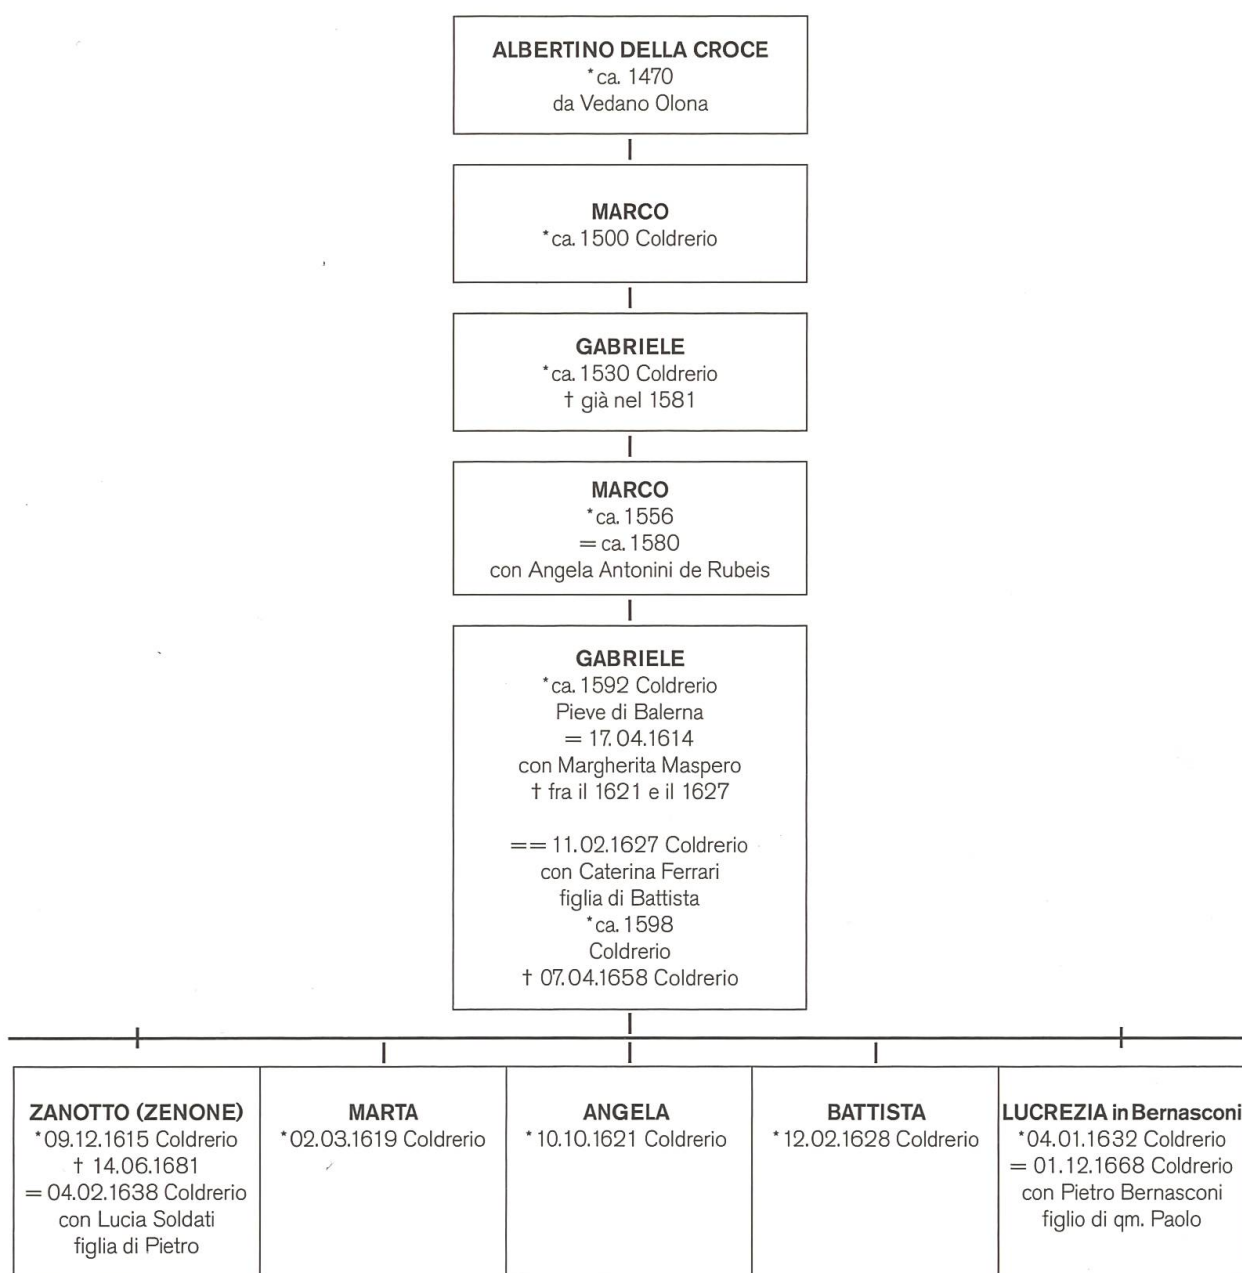 ALBERTINO DELLA CROCE
*ca. 1470
da Vedano Olona
MARCO
*ca. 1500 Coldrerio
GABRIELE
*ca. 1530 Coldrerio
† già nel 1581
MARCO
*ca. 1556
= ca. 1580
con Angela Antonini de Rubeis
GABRIELE
*ca. 1592 Coldrerio
Pieve di Balerna
= 17.04.1614
con Margherita Maspero
† fra il 1621 e il 1627
== 11.02.1627 Coldrerio
con Caterina Ferrari
figlia di Battista
*ca. 1598
Coldrerio
† 07.04.1658 Coldrerio
ZANOTTO (ZENONE)
*09.12.1615 Coldrerio
† 14.06.1681
= 04.02.1638 Coldrerio
con Lucia Soldati
figlia di Pietro
MARTA
*02.03.1619 Coldrerio
ANGELA
*10.10.1621 Coldrerio
BATTISTA
*12.02.1628 Coldrerio
LUCREZIA in Bernasconi
*04.01.1632 Coldrerio
= 01.12.1668 Coldrerio
con Pietro Bernasconi
figlio di qm. Paolo